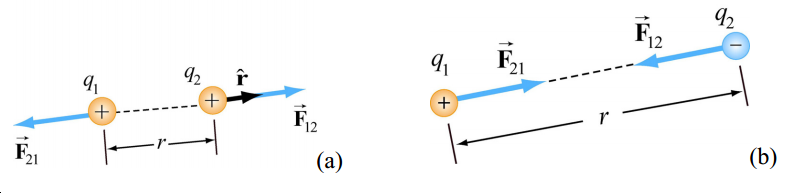 q₁ q₂ r̂
F⃗₂₁ r F⃗₁₂
(a)
q₁ F⃗₂₁ F⃗₁₂ q₂
+ + + −
r
(b)